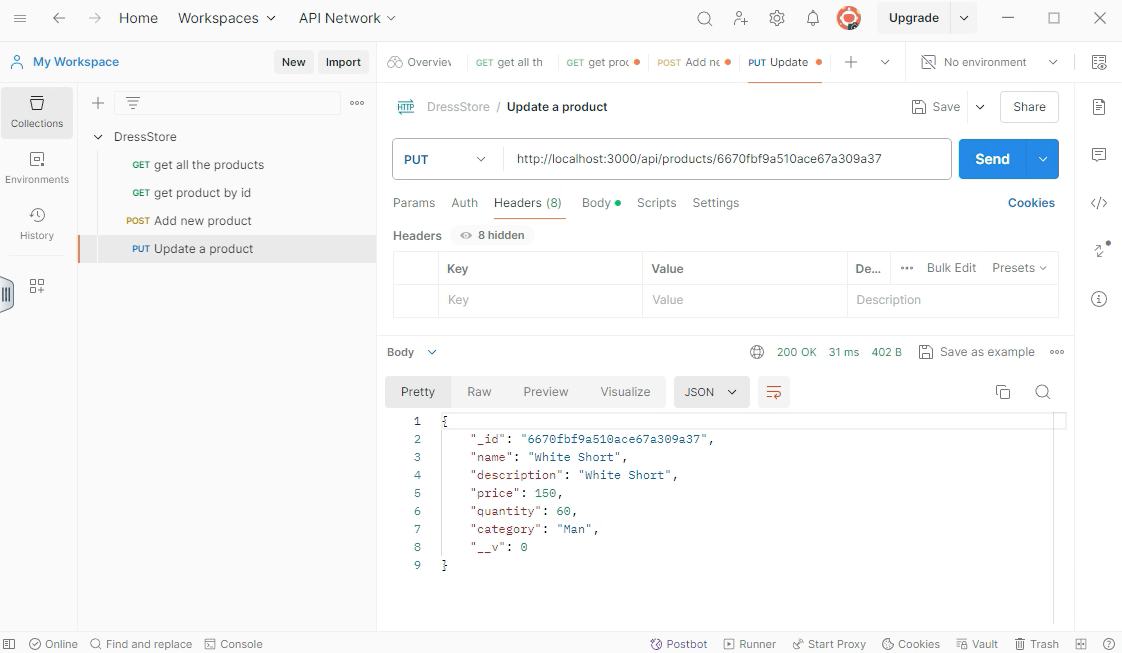 Home Workspaces API Network Upgrade
My Workspace New Import Overview GET get all th GET get proc POST Add ne PUT Update No environment
Collections
Environments
History
DressStore
GET get all the products
GET get product by id
POST Add new product
PUT Update a product
HTTP DressStore / Update a product Save Share
PUT http://localhost:3000/api/products/6670fbf9a510ace67a309a37 Send
Params Auth Headers (8) Body Scripts Settings Cookies
Headers 8 hidden
Key Value De... Bulk Edit Presets
Key Value Description
Body 200 OK 31 ms 402 B Save as example
Pretty Raw Preview Visualize JSON
1 {
2 "_id": "6670fbf9a510ace67a309a37",
3 "name": "White Short",
4 "description": "White Short",
5 "price": 150,
6 "quantity": 60,
7 "category": "Man",
8 "__v": 0
9 }
Online Find and replace Console Postbot Runner Start Proxy Cookies Vault Trash